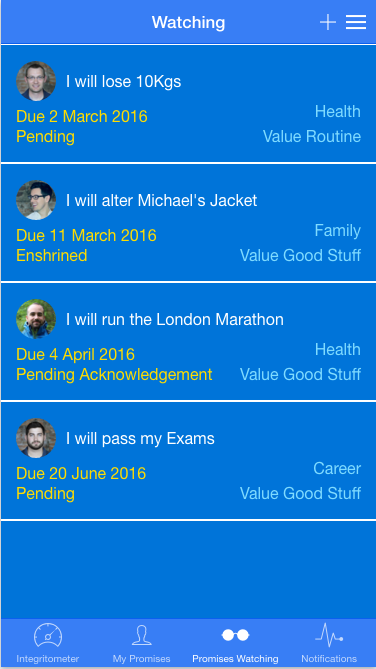 Watching
I will lose 10Kgs
Due 2 March 2016
Health
Pending
Value Routine
I will alter Michael's Jacket
Due 11 March 2016
Family
Enshrined
Value Good Stuff
I will run the London Marathon
Due 4 April 2016
Health
Pending Acknowledgement
Value Good Stuff
I will pass my Exams
Due 20 June 2016
Career
Pending
Value Good Stuff
Integritometer My Promises Promises Watching Notifications